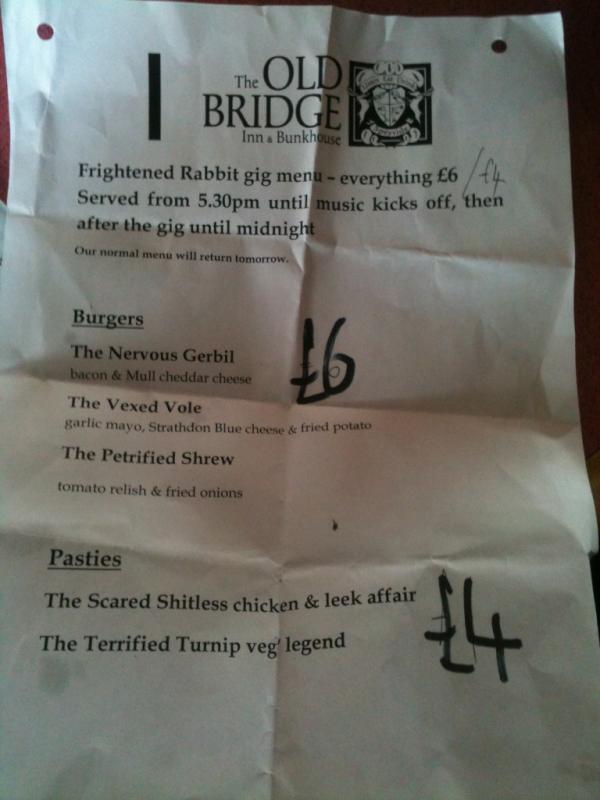 The OLD
BRIDGE
Inn & Bunkhouse
Frightened Rabbit gig menu – everything £6 /£4
Served from 5.30pm until music kicks off, then
after the gig until midnight
Our normal menu will return tomorrow.
Burgers
The Nervous Gerbil
bacon & Mull cheddar cheese
£6
The Vexed Vole
garlic mayo, Strathdon Blue cheese & fried potato
The Petrified Shrew
tomato relish & fried onions
Pasties
The Scared Shitless chicken & leek affair
£4
The Terrified Turnip veg' legend